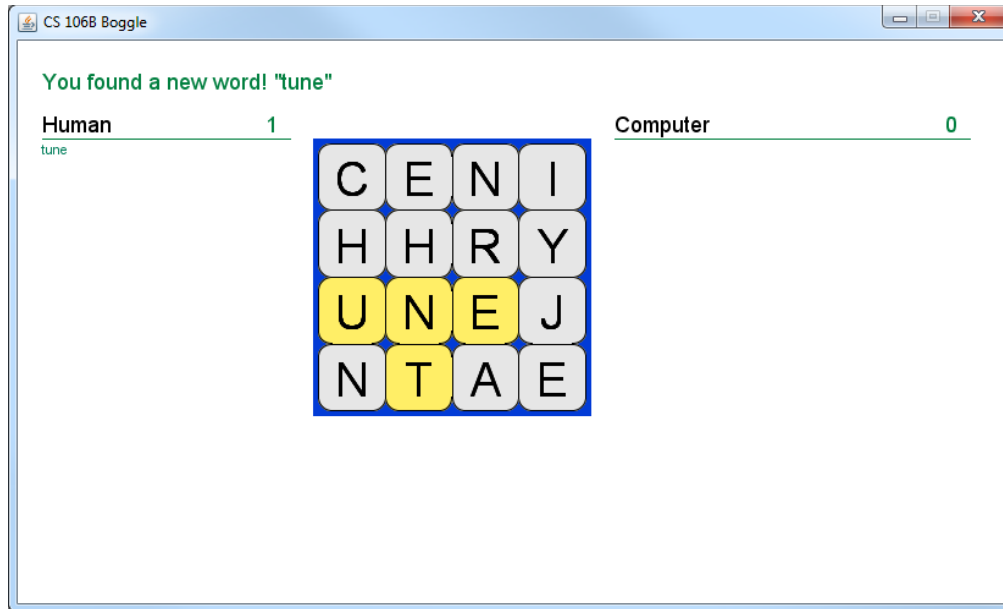 CS 106B Boggle
You found a new word! "tune"
Human 1
tune
Computer 0
C E N I
H H R Y
U N E J
N T A E